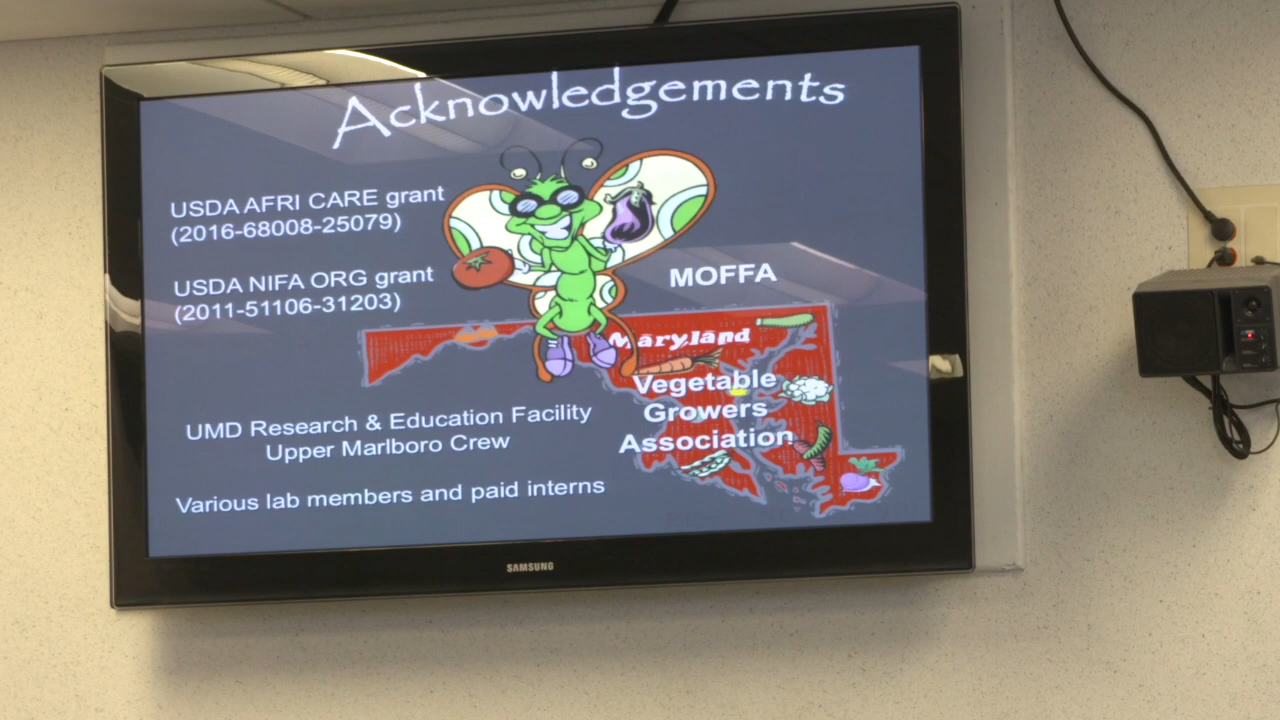 Acknowledgements
USDA AFRI CARE grant
(2016-68008-25079)
USDA NIFA ORG grant
(2011-51106-31203)
MOFFA
Maryland
Vegetable
Growers
Association
UMD Research & Education Facility
Upper Marlboro Crew
Various lab members and paid interns
SAMSUNG